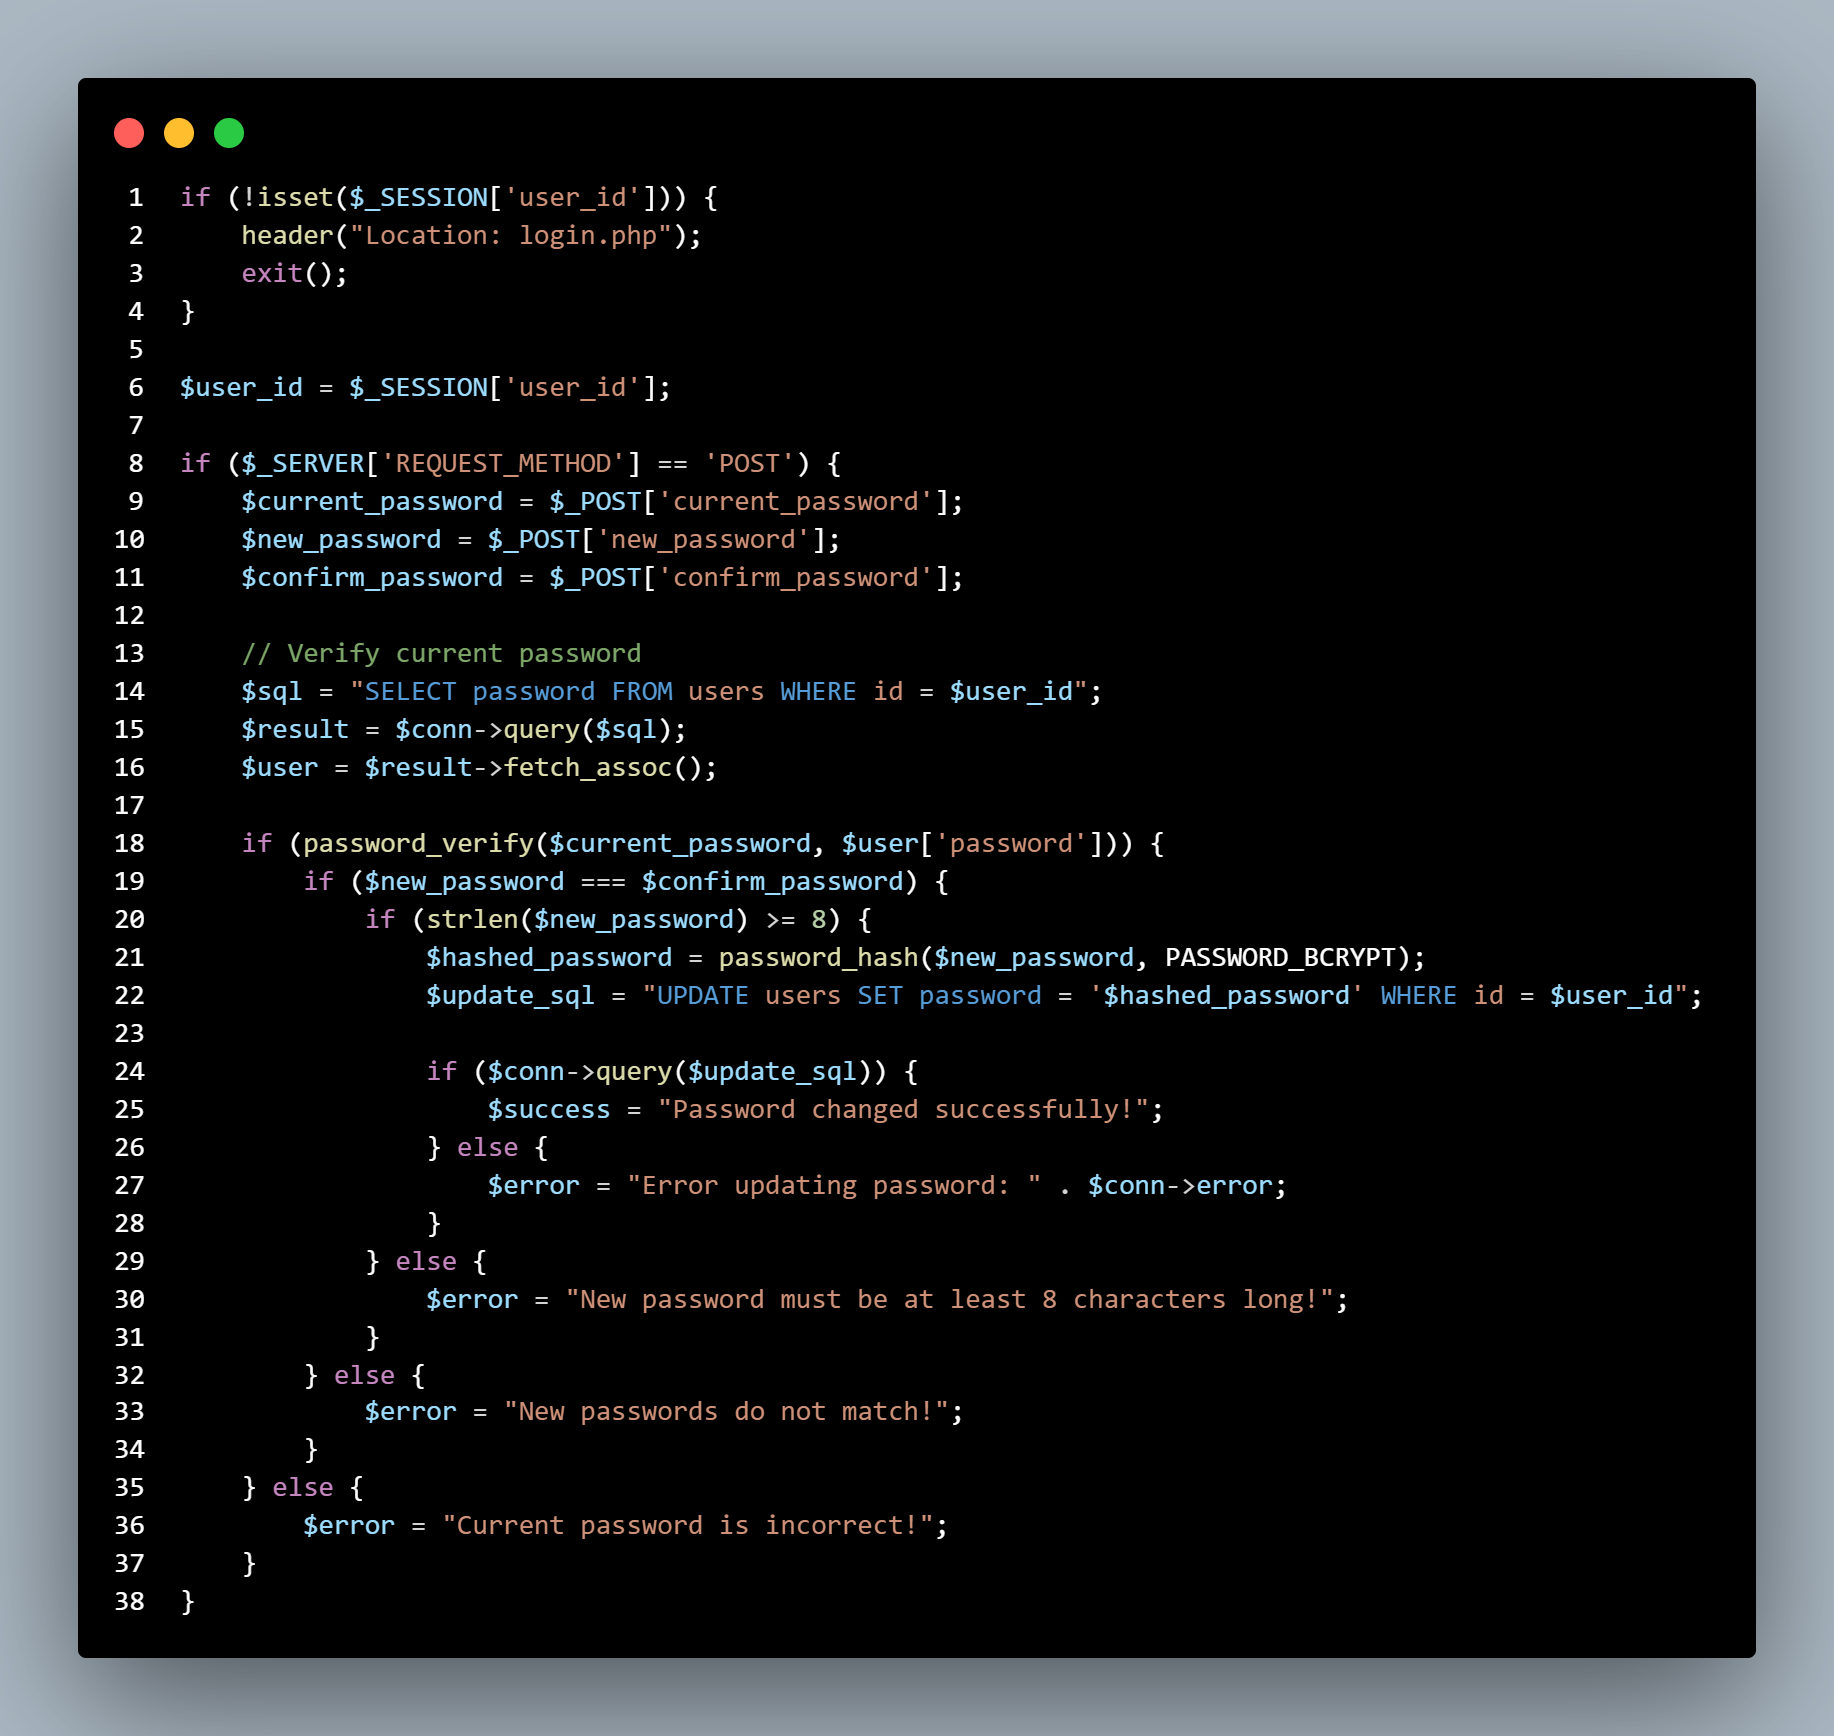 1 if (!isset($_SESSION['user_id'])) {
2     header("Location: login.php");
3     exit();
4 }
5
6 $user_id = $_SESSION['user_id'];
7
8 if ($_SERVER['REQUEST_METHOD'] == 'POST') {
9     $current_password = $_POST['current_password'];
10     $new_password = $_POST['new_password'];
11     $confirm_password = $_POST['confirm_password'];
12
13     // Verify current password
14     $sql = "SELECT password FROM users WHERE id = $user_id";
15     $result = $conn->query($sql);
16     $user = $result->fetch_assoc();
17
18     if (password_verify($current_password, $user['password'])) {
19         if ($new_password === $confirm_password) {
20             if (strlen($new_password) >= 8) {
21                 $hashed_password = password_hash($new_password, PASSWORD_BCRYPT);
22                 $update_sql = "UPDATE users SET password = '$hashed_password' WHERE id = $user_id";
23
24                 if ($conn->query($update_sql)) {
25                     $success = "Password changed successfully!";
26                 } else {
27                     $error = "Error updating password: " . $conn->error;
28                 }
29             } else {
30                 $error = "New password must be at least 8 characters long!";
31             }
32         } else {
33             $error = "New passwords do not match!";
34         }
35     } else {
36         $error = "Current password is incorrect!";
37     }
38 }